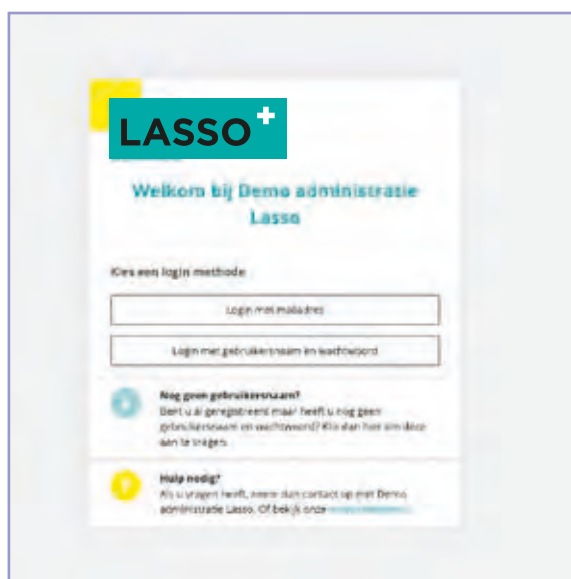 LASSO+
Welkom bij Demo administratie
Lasso
Kies een login methode
Login met mailadres
Login met gebruikersnaam en wachtwoord
Nog geen gebruikersnaam?
Bent u al geregistreerd maar heeft u nog geen
gebruikersnaam en wachtwoord? Klik dan hier om deze
aan te vragen.
Hulp nodig?
Als u vragen heeft, neem dan contact op met Demo
administratie Lasso. Of bekijk onze